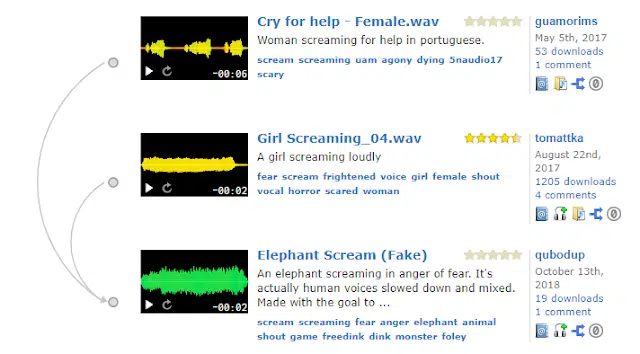 Cry for help - Female.wav
Woman screaming for help in portuguese.
scream screaming uam agony dying 5naudio17
scary
-00:06
guamorims
May 5th, 2017
53 downloads
1 comment
0
Girl Screaming_04.wav
A girl screaming loudly
fear scream frightened voice girl female shout
vocal horror scared woman
-00:02
tomattka
August 22nd,
2017
1205 downloads
4 comments
0
Elephant Scream (Fake)
An elephant screaming in anger of fear. It's
actually human voices slowed down and mixed.
Made with the goal to ...
scream screaming fear anger elephant animal
shout game freedink dink monster foley
-00:02
qubodup
October 13th,
2018
19 downloads
1 comment
0